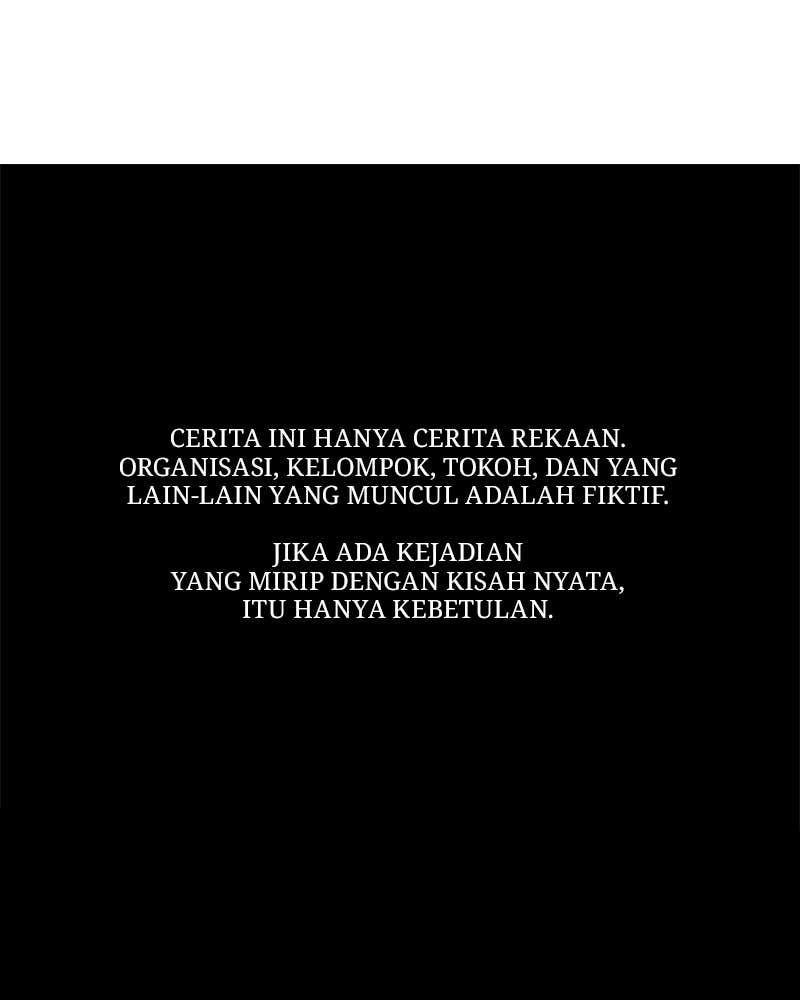 CERITA INI HANYA CERITA REKAAN.
ORGANISASI, KELOMPOK, TOKOH, DAN YANG
LAIN-LAIN YANG MUNCUL ADALAH FIKTIF.
JIKA ADA KEJADIAN
YANG MIRIP DENGAN KISAH NYATA,
ITU HANYA KEBETULAN.